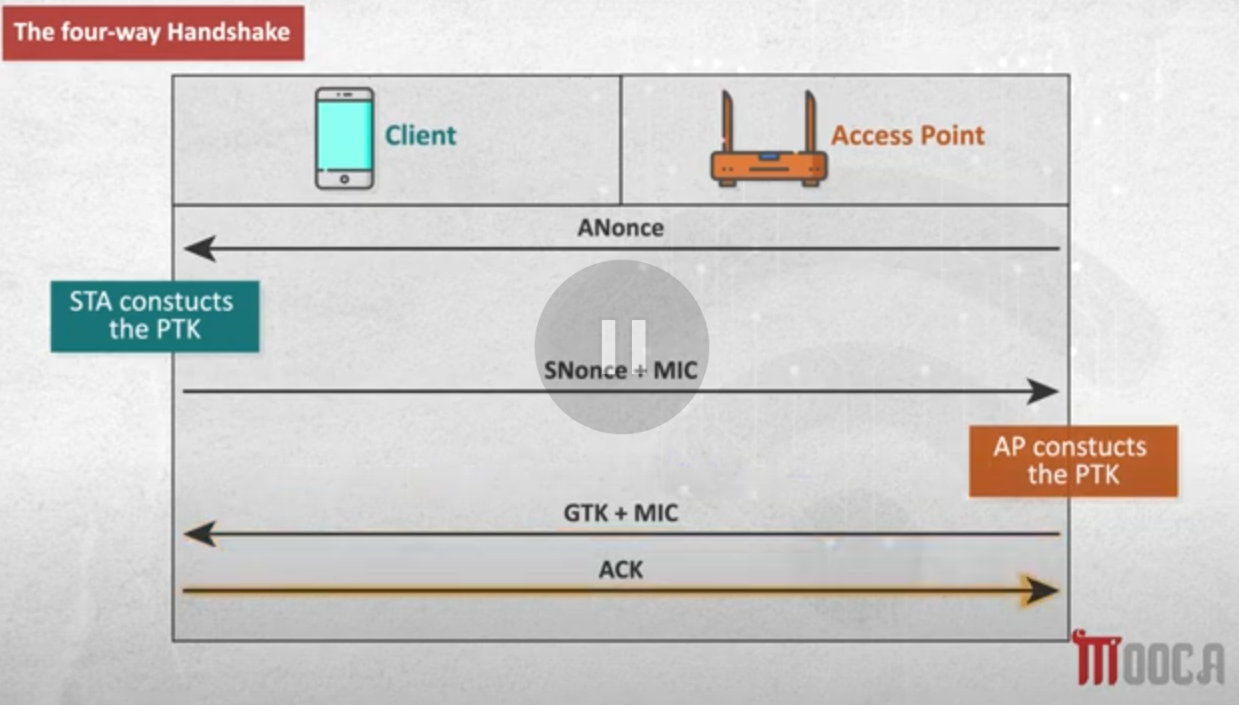 The four-way Handshake
Client
Access Point
ANonce
STA constucts
the PTK
SNonce + MIC
AP constucts
the PTK
GTK + MIC
ACK
MOOCA